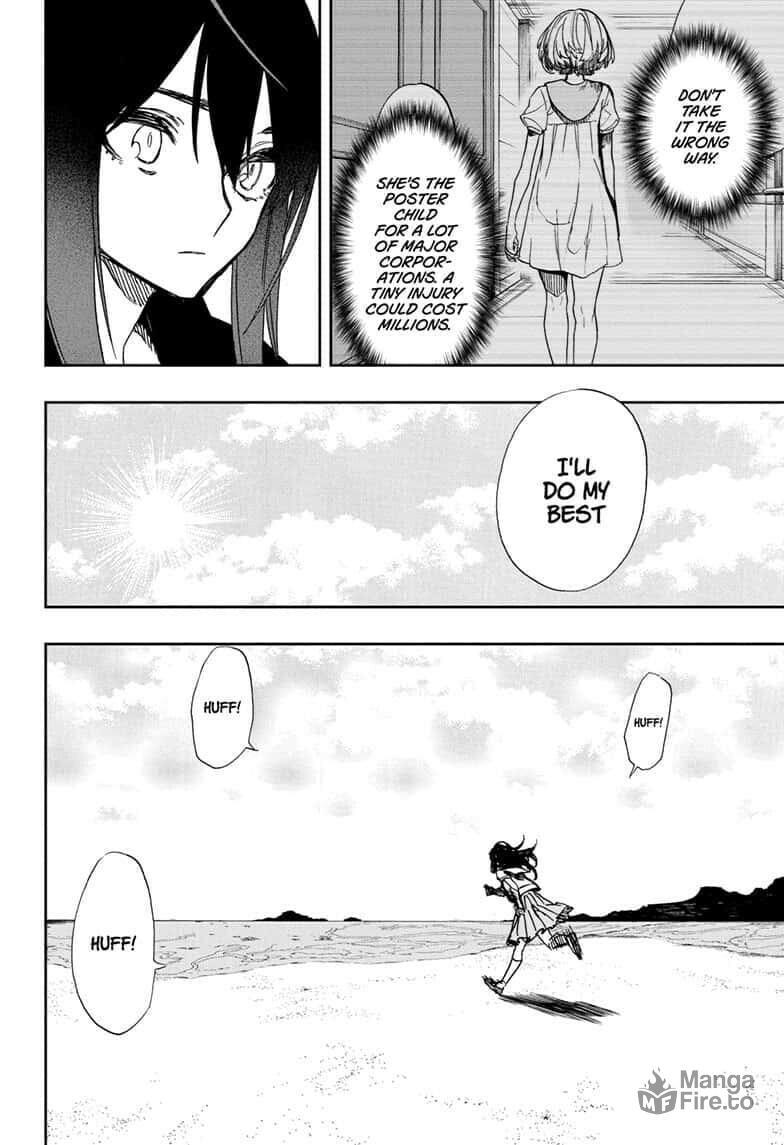 DON'T
TAKE
IT THE
WRONG
WAY.
SHE'S THE
POSTER
CHILD
FOR A LOT
OF MAJOR
CORPOR-
ATIONS. A
TINY INJURY
COULD COST
MILLIONS.
I'LL
DO MY
BEST
HUFF!
HUFF!
HUFF!
Manga
Fire.to
MF